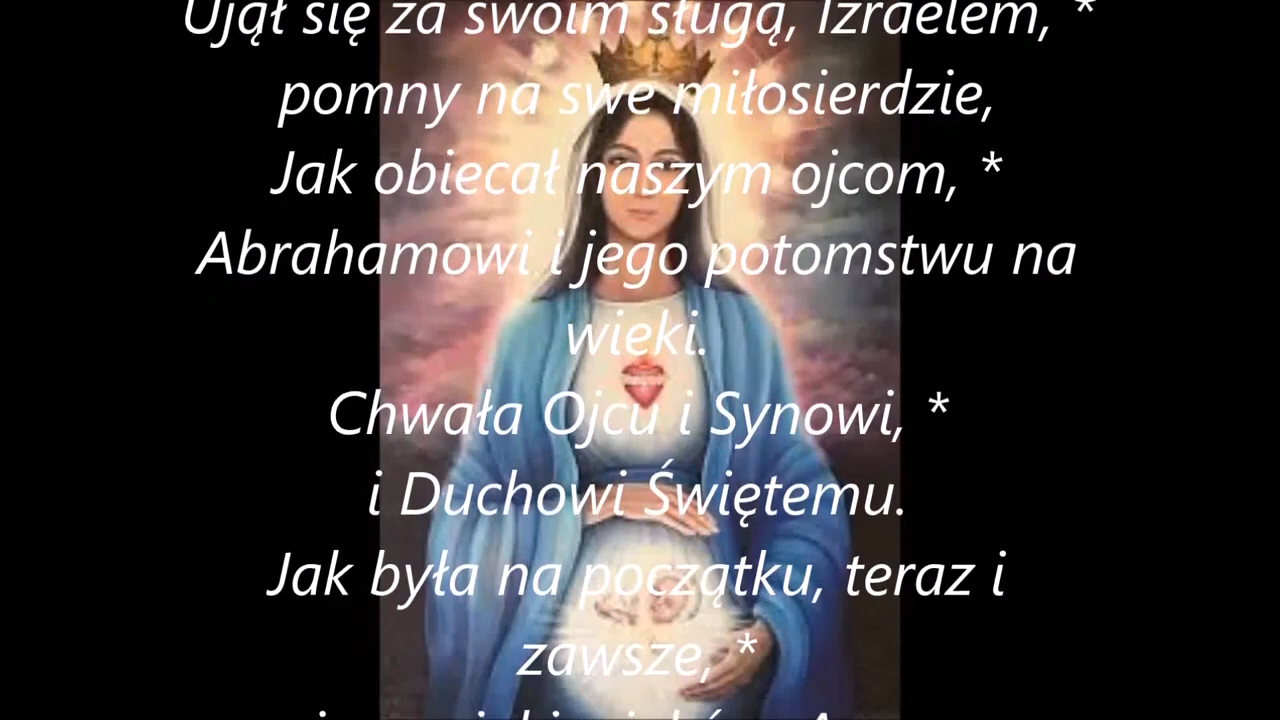 Ujął się za swoim sługą, Izraelem, *
pomny na swe miłosierdzie,
Jak obiecał naszym ojcom, *
Abrahamowi i jego potomstwu na
wieki.
Chwała Ojcu i Synowi, *
i Duchowi Świętemu.
Jak była na początku, teraz i
zawsze, *